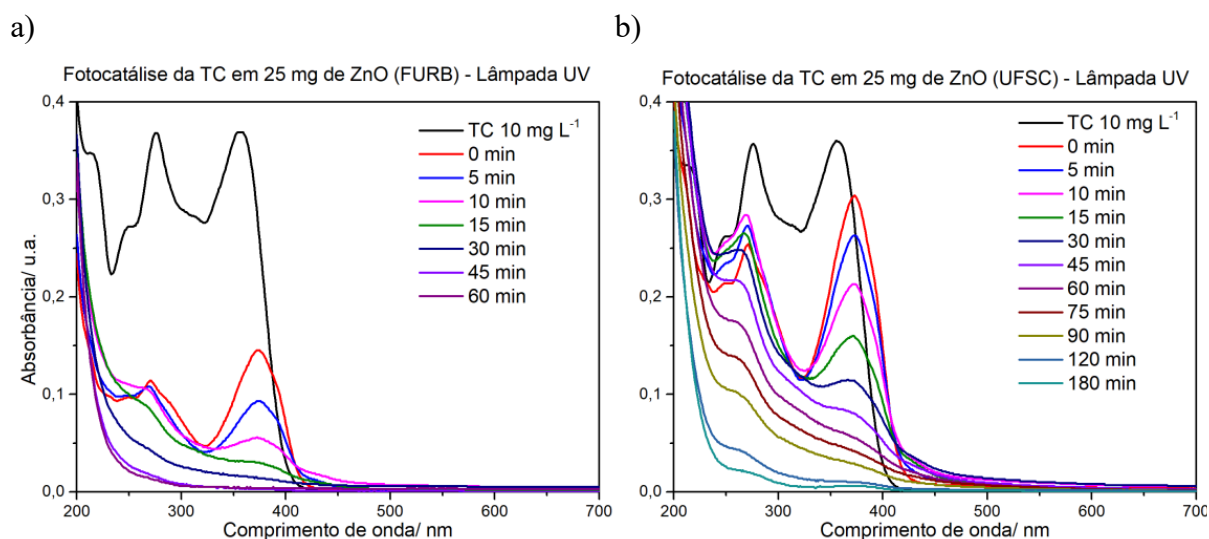 a)
Fotocatálise da TC em 25 mg de ZnO (FURB) - Lâmpada UV
0,4
0,3
0,2
0,1
0,0
Absorbância/ u.a.
TC 10 mg L⁻¹
0 min
5 min
10 min
15 min
30 min
45 min
60 min
200
300
400
500
600
700
Comprimento de onda/ nm
b)
Fotocatálise da TC em 25 mg de ZnO (UFSC) - Lâmpada UV
0,4
0,3
0,2
0,1
0,0
TC 10 mg L⁻¹
0 min
5 min
10 min
15 min
30 min
45 min
60 min
75 min
90 min
120 min
180 min
200
300
400
500
600
700
Comprimento de onda/ nm